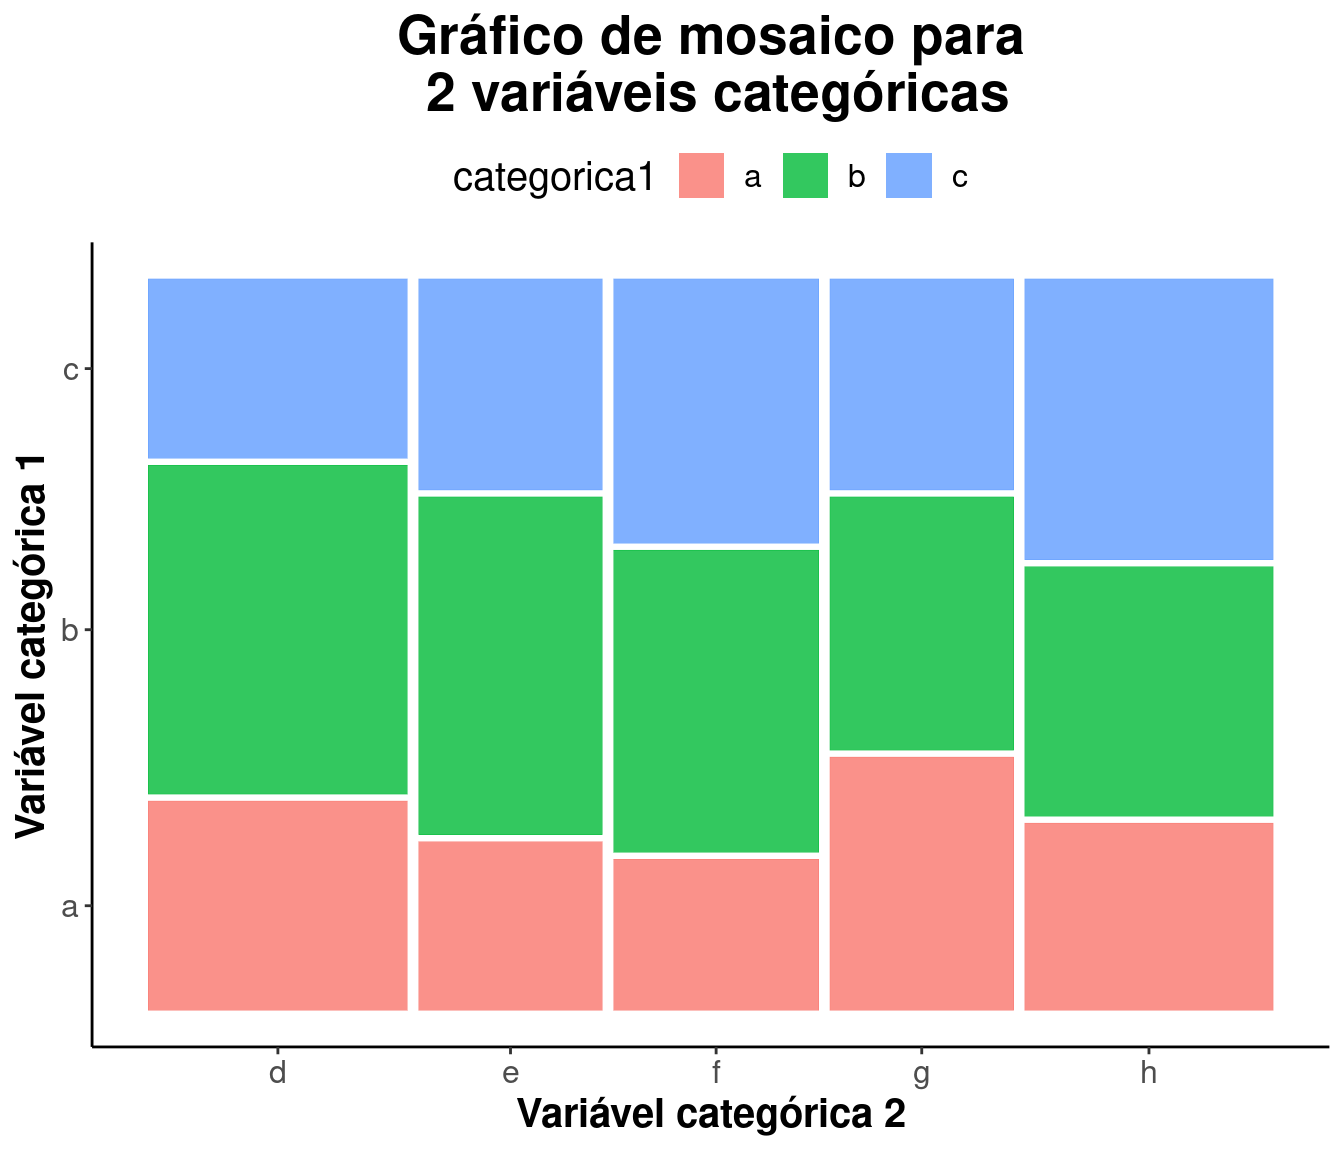 Gráfico de mosaico para
2 variáveis categóricas
categorica1 a b c
c
b
a
Variável categórica 1
d e f g h
Variável categórica 2